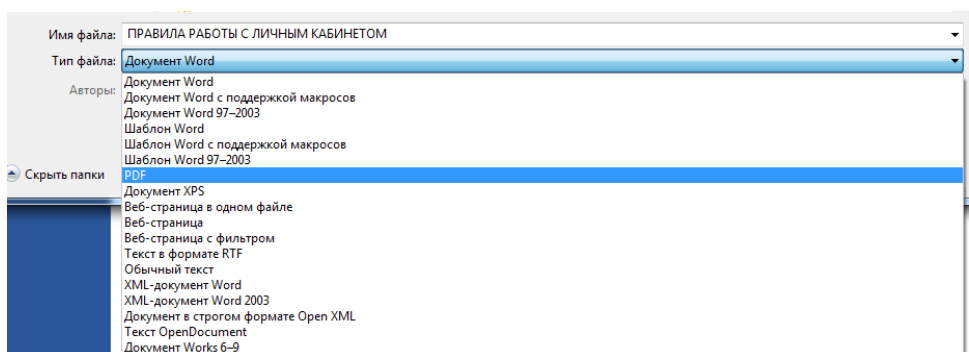 Имя файла: ПРАВИЛА РАБОТЫ С ЛИЧНЫМ КАБИНЕТОМ
Тип файла: Документ Word
Авторы:
Документ Word
Документ Word с поддержкой макросов
Документ Word 97–2003
Шаблон Word
Шаблон Word с поддержкой макросов
Шаблон Word 97–2003
Скрыть папки
PDF
Документ XPS
Веб-страница в одном файле
Веб-страница
Веб-страница с фильтром
Текст в формате RTF
Обычный текст
XML-документ Word
XML-документ Word 2003
Документ в строгом формате Open XML
Текст OpenDocument
Документ Works 6–9